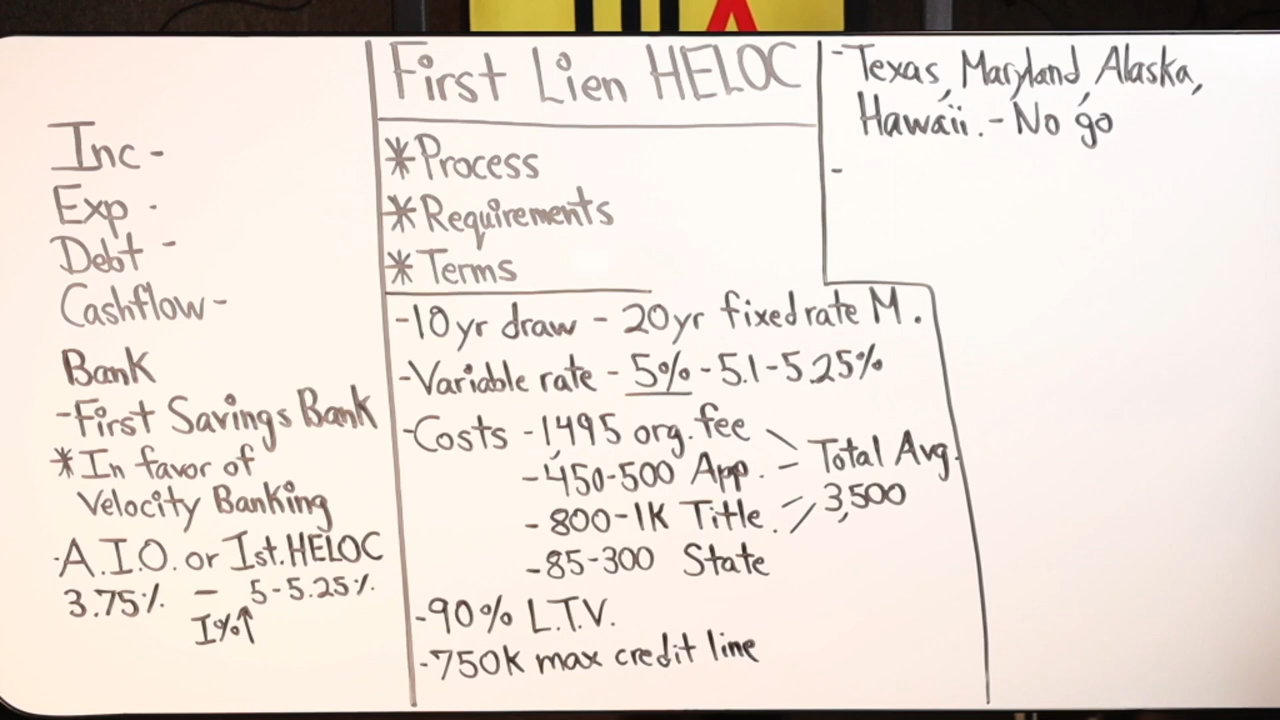 Inc -
Exp -
Debt -
Cashflow -
Bank
- First Savings Bank
* In favor of
Velocity Banking
- A.I.O. or 1st. HELOC
3.75% - 5-5.25%
I%↑
First Lien HELOC
* Process
* Requirements
* Terms
- 10 yr draw - 20 yr fixed rate M.
- Variable rate - 5% - 5.1 - 5.25%
- Costs - 1,495 org. fee
- 450-500 App. - Total Avg.
- 800-1K Title. 3,500
- 85-300 State
- 90% L.T.V.
- 750K max credit line
- Texas, Maryland, Alaska,
Hawaii. - No go
-